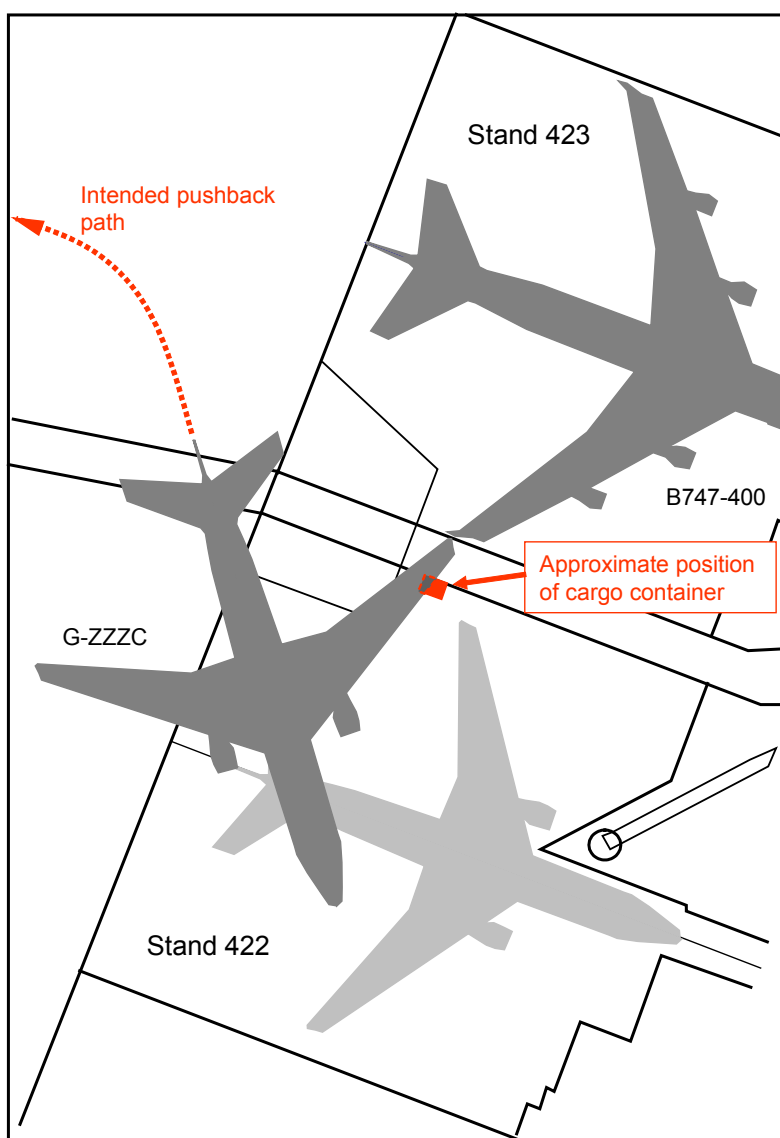 Stand 423
Intended pushback
path
B747-400
Approximate position
of cargo container
G-ZZZC
Stand 422